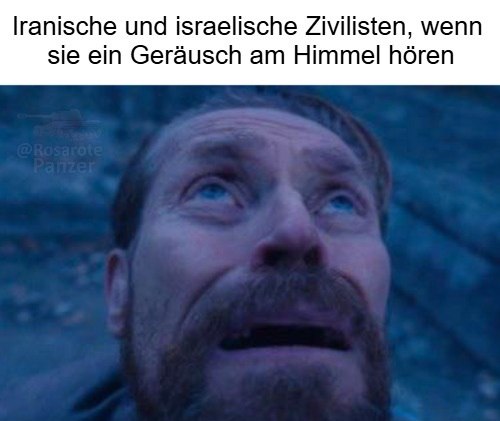 Iranische und israelische Zivilisten, wenn
sie ein Geräusch am Himmel hören
@Rosarote
Panzer